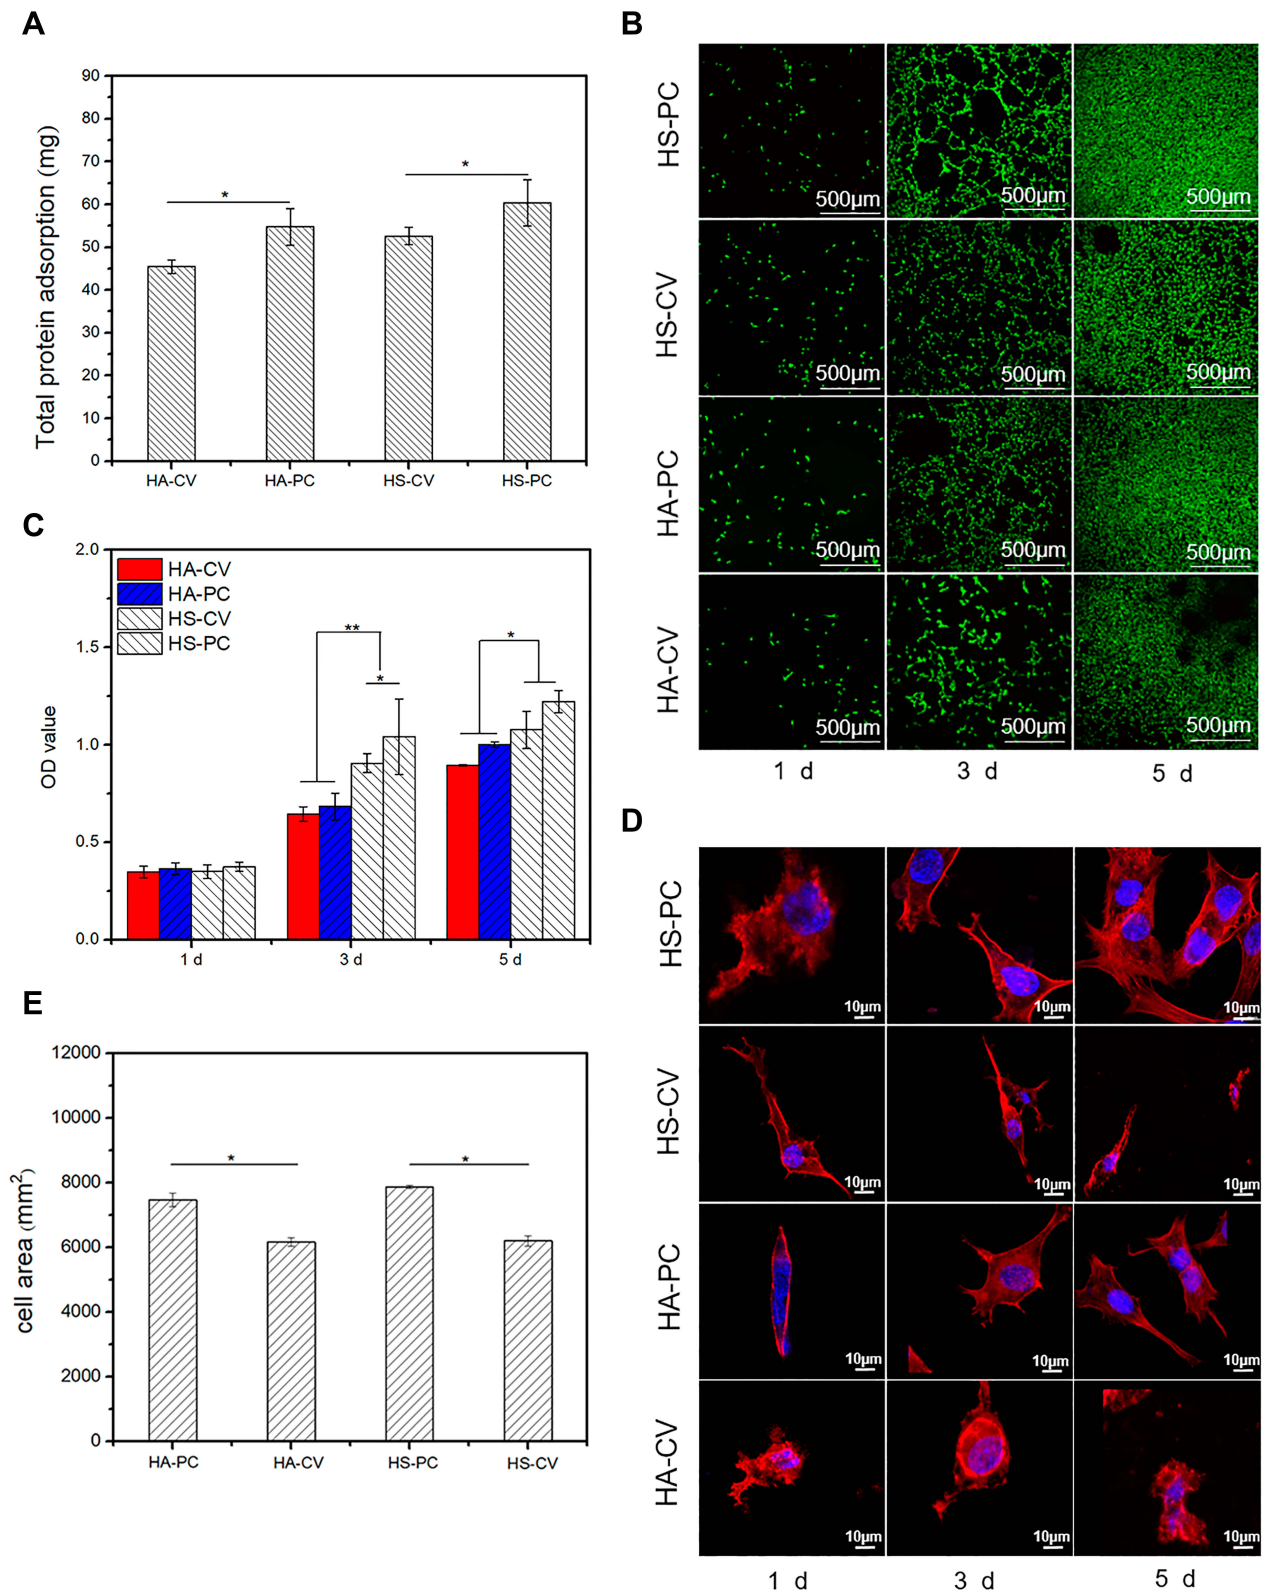 A
Total protein adsorption (mg)
90
80
70
60
50
40
30
20
10
0
*
*
HA-CV HA-PC HS-CV HS-PC
B
HS-PC
500μm 500μm 500μm
HS-CV
500μm 500μm 500μm
HA-PC
500μm 500μm 500μm
HA-CV
500μm 500μm 500μm
1 d 3 d 5 d
C
OD value
2.0
1.5
1.0
0.5
0.0
HA-CV
HA-PC
HS-CV
HS-PC
**
*
*
1 d 3 d 5 d
D
HS-PC
10μm 10μm 10μm
HS-CV
10μm 10μm 10μm
HA-PC
10μm 10μm 10μm
HA-CV
10μm 10μm 10μm
1 d 3 d 5 d
E
cell area (mm²)
12000
10000
8000
6000
4000
2000
0
*
*
HA-PC HA-CV HS-PC HS-CV